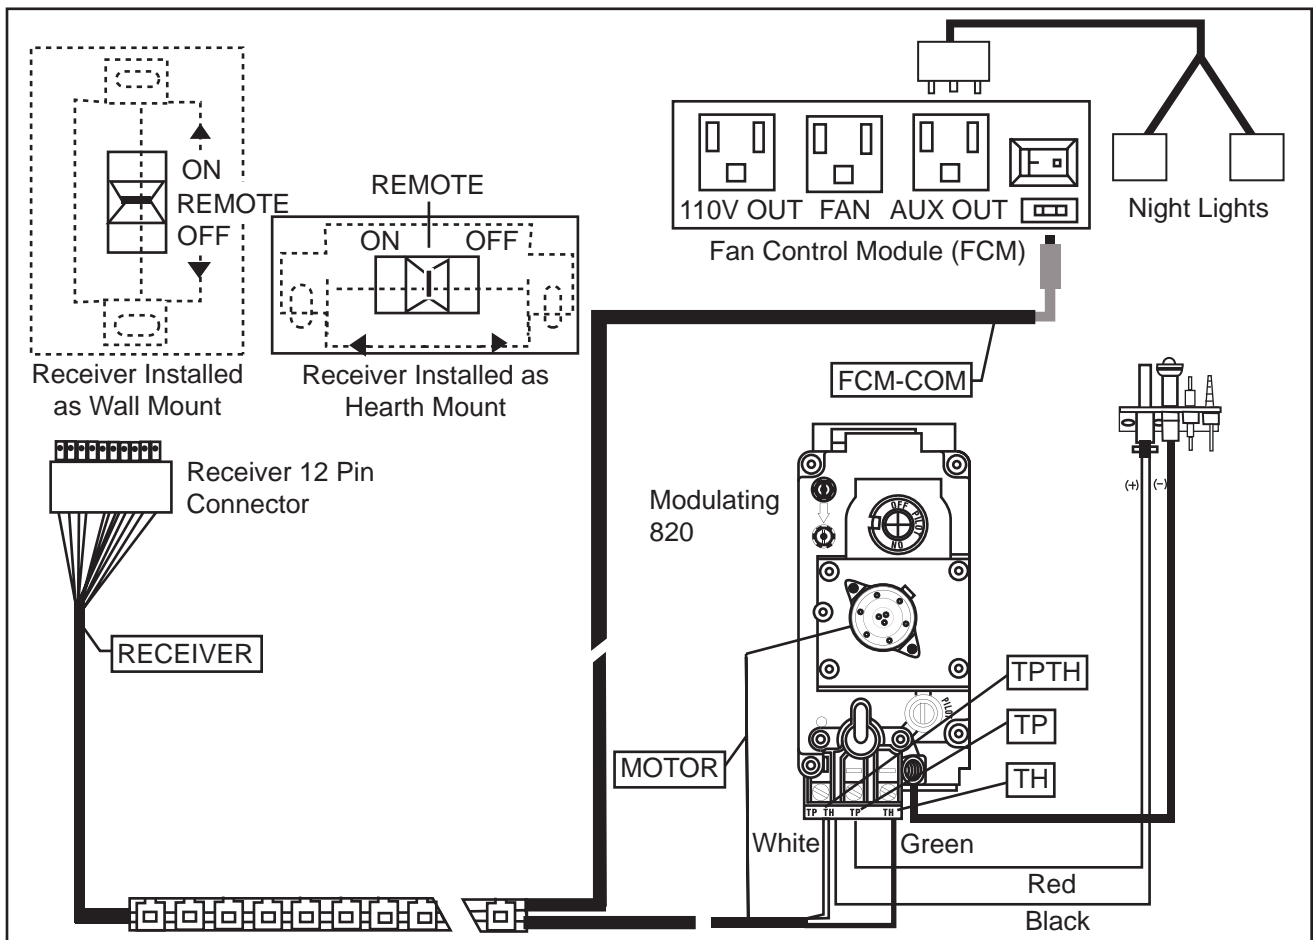 ON
REMOTE
OFF
Receiver Installed
as Wall Mount
REMOTE
ON OFF
Receiver Installed as
Hearth Mount
110V OUT FAN AUX OUT
Fan Control Module (FCM)
Night Lights
FCM-COM
Receiver 12 Pin
Connector
RECEIVER
Modulating
820
OFF PILOT ON
PILOT
(+) (-)
TPTH
TP
TH
MOTOR
TP TH TP TH
White Green
Red
Black